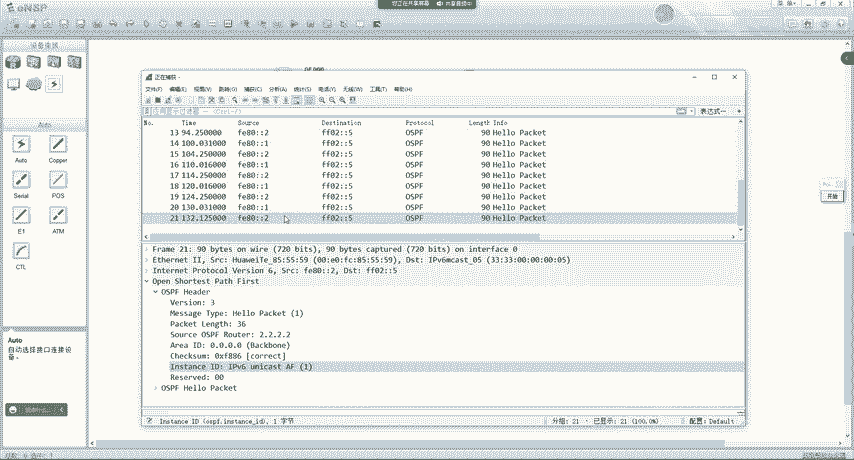 eNSP
正在捕获 -
文件(F) 编辑(E) 视图(V) 跳转(G) 捕获(C) 分析(A) 统计(S) 电话(Y) 无线(W) 工具(T) 帮助(H)
表达式…
No. Time Source Destination Protocol Length Info
13 94.250000 fe80::2 ff02::5 OSPF 90 Hello Packet
14 100.031000 fe80::1 ff02::5 OSPF 90 Hello Packet
15 104.250000 fe80::2 ff02::5 OSPF 90 Hello Packet
16 110.016000 fe80::1 ff02::5 OSPF 90 Hello Packet
17 114.250000 fe80::2 ff02::5 OSPF 90 Hello Packet
18 120.016000 fe80::1 ff02::5 OSPF 90 Hello Packet
19 124.250000 fe80::2 ff02::5 OSPF 90 Hello Packet
20 130.031000 fe80::1 ff02::5 OSPF 90 Hello Packet
21 132.125000 fe80::2 ff02::5 OSPF 90 Hello Packet
Frame 21: 90 bytes on wire (720 bits), 90 bytes captured (720 bits) on interface 0
Ethernet II, Src: HuaweiTe_85:55:59 (00:e0:fc:85:55:59), Dst: IPv6mcast_05 (33:33:00:00:00:05)
Internet Protocol Version 6, Src: fe80::2, Dst: ff02::5
Open Shortest Path First
OSPF Header
Version: 3
Message Type: Hello Packet (1)
Packet Length: 36
Source OSPF Router: 2.2.2.2
Area ID: 0.0.0.0 (Backbone)
Checksum: 0xf886 [correct]
Instance ID: IPv6 unicast AF (1)
Reserved: 00
OSPF Hello Packet
Instance ID (ospf.instance_id), 1 字节
分组: 21 · 已显示: 21 (100.0%)
配置: Default
Auto
Auto
Copper
Serial
POS
E1
ATM
CTL
Auto
自动选择接口连接设备。
开始